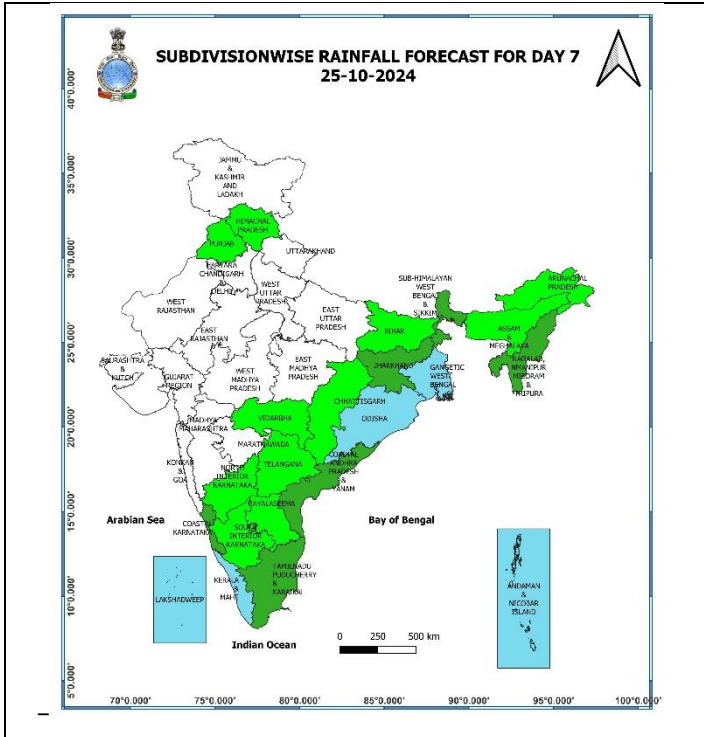 SUBDIVISIONWISE RAINFALL FORECAST FOR DAY 7
25-10-2024
40°0.000'
35°0.000'
30°0.000'
25°0.000'
20°0.000'
15°0.000'
10°0.000'
5°0.000'
JAMMU
&
KASHMIR
AND
LADAKH
HIMACHAL
PRADESH
PUNJAB
UTTARAKHAND
CHANDIGARH
&
DELHI
WEST
UTTAR
PRADESH
WEST
RAJASTHAN
EAST
RAJASTHAN
EAST
UTTAR
PRADESH
SUB-HIMALAYAN
WEST
BENGAL
&
SIKKIM
ARUNACHAL
PRADESH
ASSAM
&
MEGHALAYA
MIZORAM
&
TRIPURA
BIHAR
JHARKHAND
GANGETIC
WEST
BENGAL
SAURASHTRA
&
KUTCH
GUJARAT
REGION
WEST
MADHYA
PRADESH
EAST
MADHYA
PRADESH
CHHATTISGARH
ODISHA
VIDARBHA
MADHYA
MAHARASHTRA
MARATHWADA
KONKAN
&
GOA
TELANGANA
NORTH
INTERIOR
KARNATAKA
COASTAL
ANDHRA
PRADESH
&
YANAM
RAYALASEEMA
COASTAL
KARNATAKA
SOUTH
INTERIOR
KARNATAKA
TAMILNADU
PUDUCHERRY
&
KARAIKAL
KERALA
&
MAHE
LAKSHADWEEP
ANDAMAN
&
NICOBAR
ISLAND
Arabian Sea
Bay of Bengal
Indian Ocean
0 250 500 km
70°0.000' 75°0.000' 80°0.000' 85°0.000' 90°0.000' 95°0.000' 100°0.000'